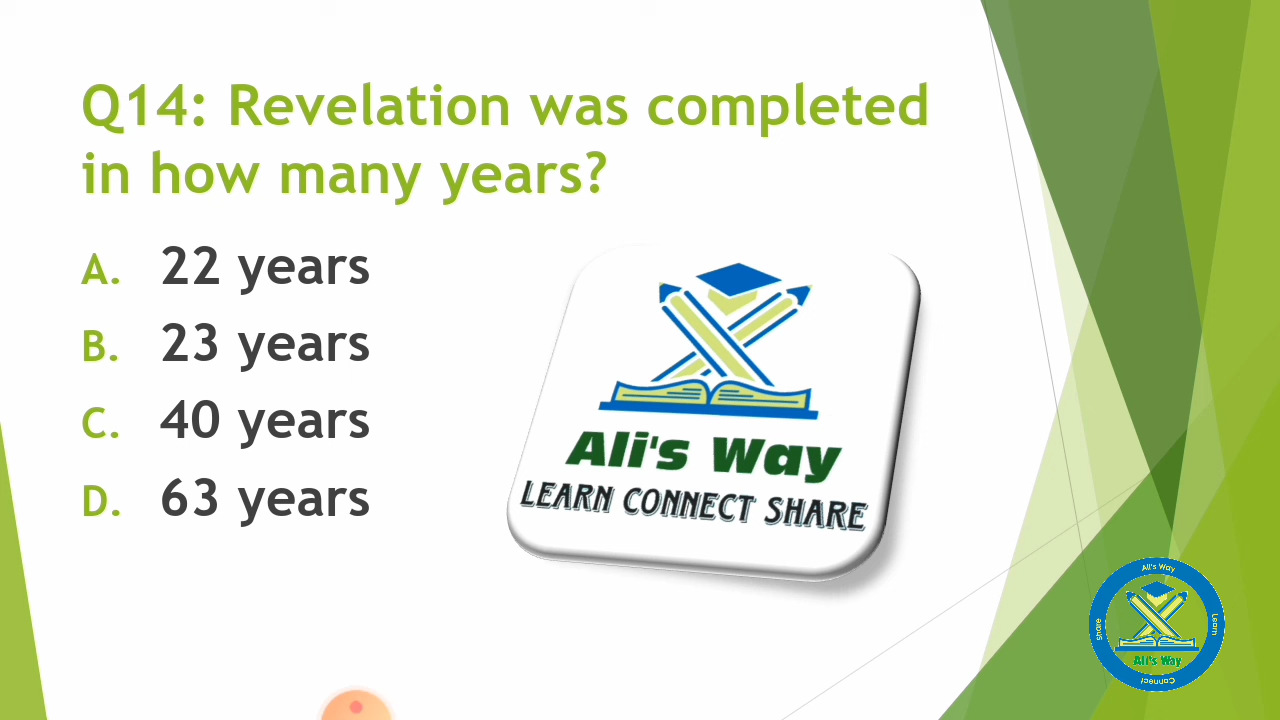 Q14: Revelation was completed
in how many years?
A. 22 years
B. 23 years
C. 40 years
D. 63 years
Ali's Way
LEARN CONNECT SHARE
Ali's Way
Share
Learn
Ali's Way
Connect